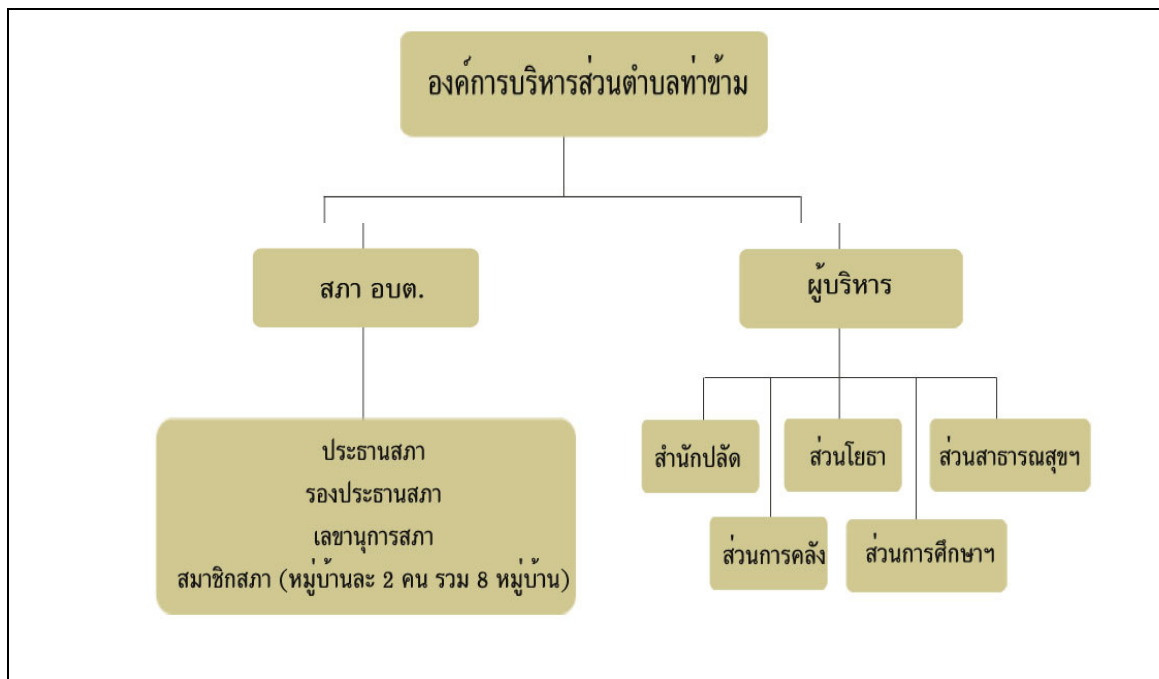 องค์การบริหารส่วนตำบลท่าข้าม
สภา อบต.
ผู้บริหาร
ประธานสภา
รองประธานสภา
เลขานุการสภา
สมาชิกสภา (หมู่บ้านละ 2 คน รวม 8 หมู่บ้าน)
สำนักปลัด
ส่วนโยธา
ส่วนสาธารณสุขฯ
ส่วนการคลัง
ส่วนการศึกษาฯ